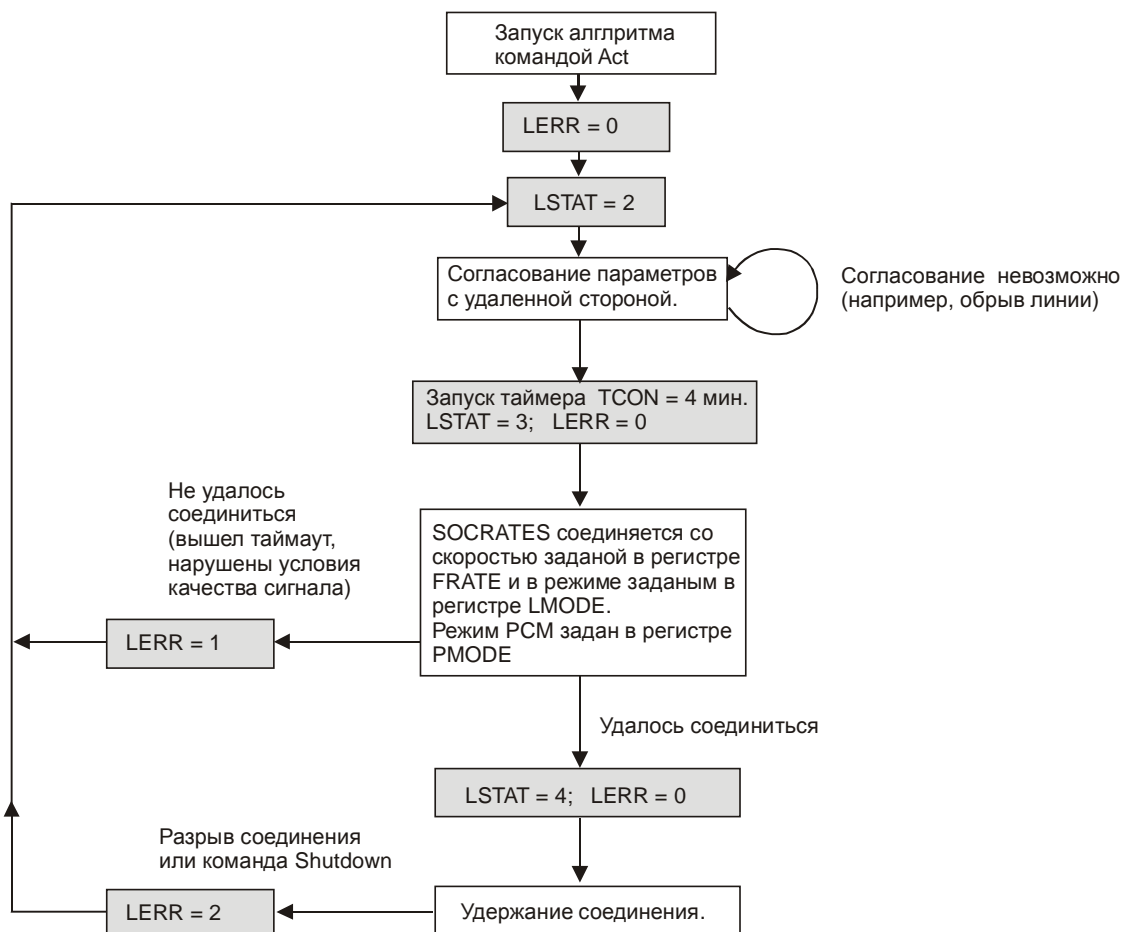 Запуск алглритма
командой Act
LERR = 0
LSTAT = 2
Согласование параметров
с удаленной стороной.
Согласование невозможно
(например, обрыв линии)
Запуск таймера TCON = 4 мин.
LSTAT = 3; LERR = 0
Не удалось
соединиться
(вышел таймаут,
нарушены условия
качества сигнала)
SOCRATES соединяется со
скоростью заданой в регистре
FRATE и в режиме заданым в
регистре LMODE.
Режим PCM задан в регистре
PMODE
LERR = 1
Удалось соединиться
LSTAT = 4; LERR = 0
Разрыв соединения
или команда Shutdown
LERR = 2
Удержание соединения.